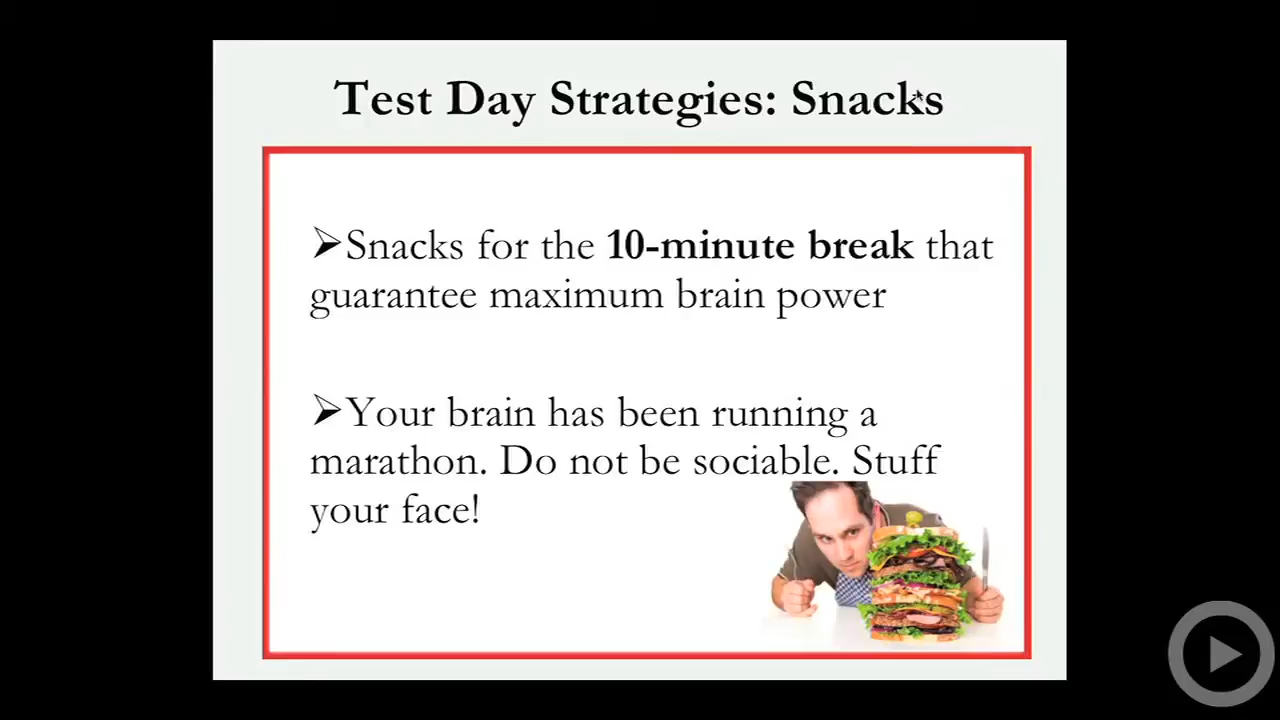 Test Day Strategies: Snacks
➢Snacks for the 10-minute break that
guarantee maximum brain power
➢Your brain has been running a
marathon. Do not be sociable. Stuff
your face!